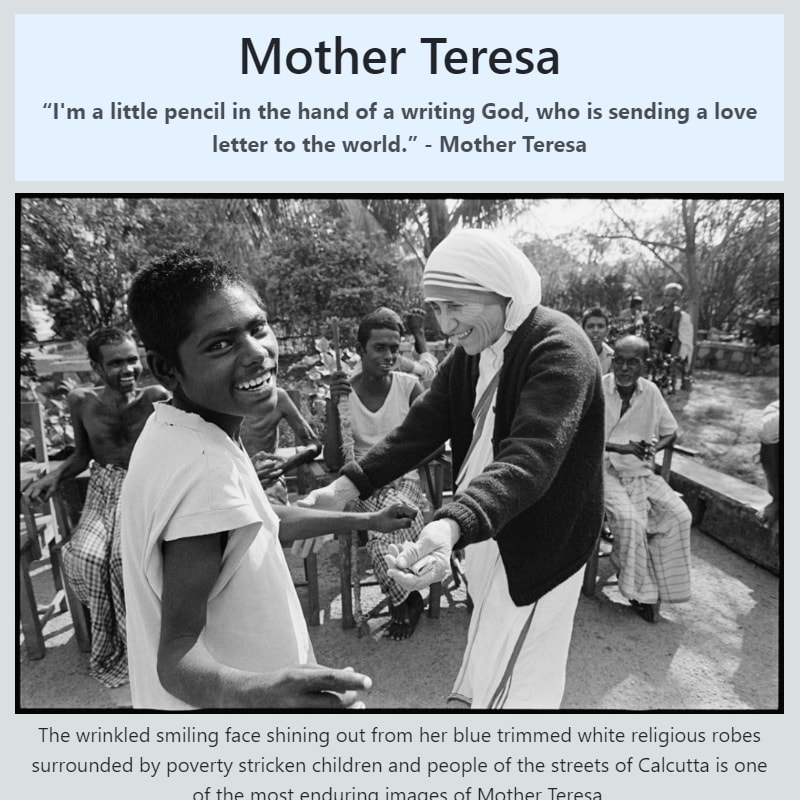 Mother Teresa
“I'm a little pencil in the hand of a writing God, who is sending a love
letter to the world.” - Mother Teresa
The wrinkled smiling face shining out from her blue trimmed white religious robes
surrounded by poverty stricken children and people of the streets of Calcutta is one
of the most enduring images of Mother Teresa